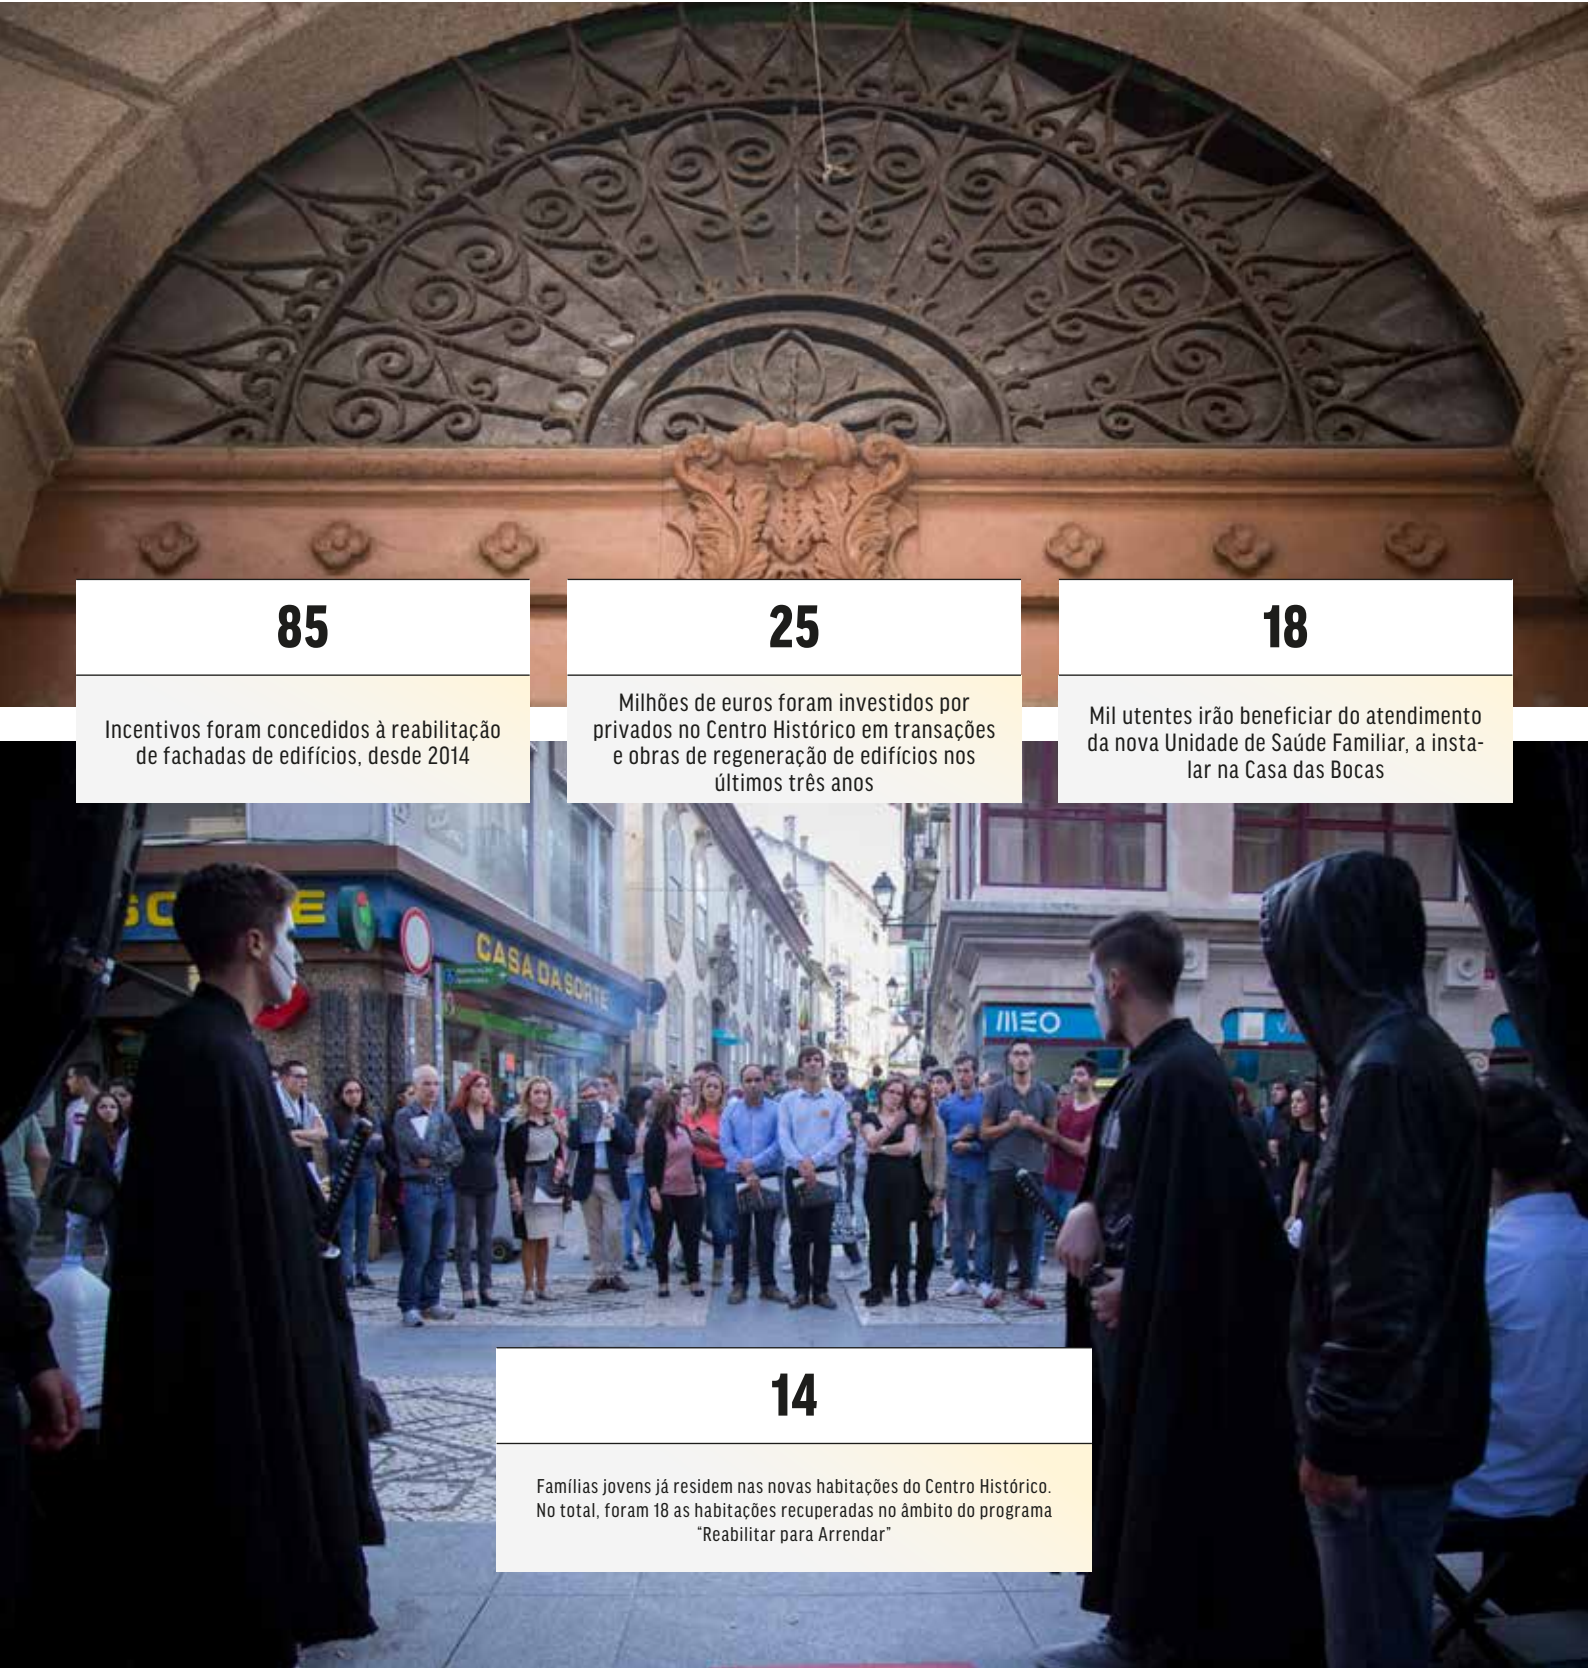 85
Incentivos foram concedidos à reabilitação
de fachadas de edifícios, desde 2014
25
Milhões de euros foram investidos por
privados no Centro Histórico em transações
e obras de regeneração de edifícios nos
últimos três anos
18
Mil utentes irão beneficiar do atendimento
da nova Unidade de Saúde Familiar, a insta-
lar na Casa das Bocas
CASA DA SORTE
MEO
14
Famílias jovens já residem nas novas habitações do Centro Histórico.
No total, foram 18 as habitações recuperadas no âmbito do programa
“Reabilitar para Arrendar”